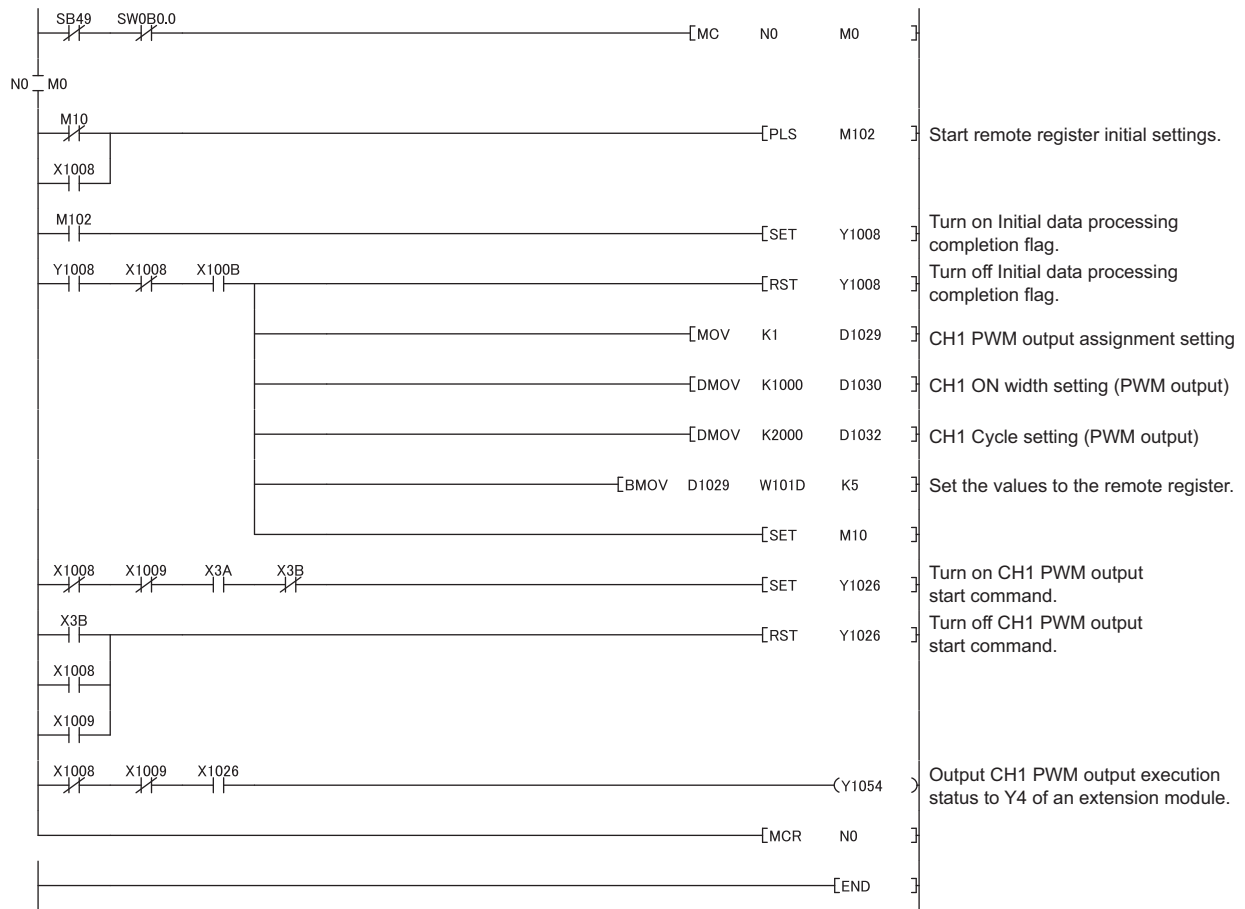 SB49 SW0B0.0
MC N0 M0
N0 M0
M10
PLS M102 Start remote register initial settings.
X1008
M102
SET Y1008 Turn on Initial data processing
completion flag.
Y1008 X1008 X100B
RST Y1008 Turn off Initial data processing
completion flag.
MOV K1 D1029 CH1 PWM output assignment setting
DMOV K1000 D1030 CH1 ON width setting (PWM output)
DMOV K2000 D1032 CH1 Cycle setting (PWM output)
BMOV D1029 W101D K5 Set the values to the remote register.
SET M10
X1008 X1009 X3A X3B
SET Y1026 Turn on CH1 PWM output
start command.
X3B
RST Y1026 Turn off CH1 PWM output
start command.
X1008
X1009
X1008 X1009 X1026
Y1054 Output CH1 PWM output execution
status to Y4 of an extension module.
MCR N0
END